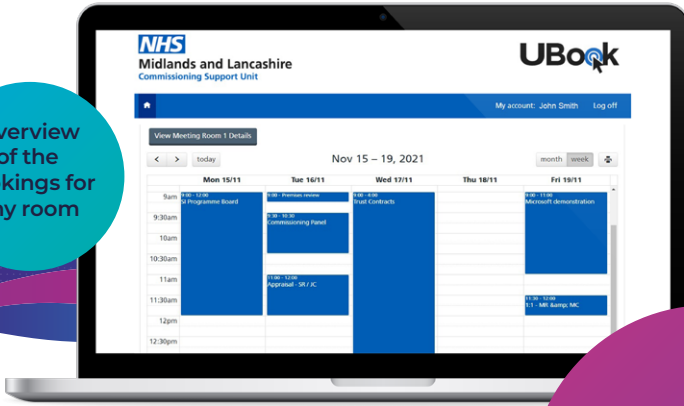 NHS
Midlands and Lancashire
Commissioning Support Unit
UBook
My account: John Smith Log off
verview
of the
okings for
ny room
View Meeting Room 1 Details
< > today
Nov 15 – 19, 2021
month week
Mon 15/11 Tue 16/11 Wed 17/11 Thu 18/11 Fri 19/11
9am
9:30am
10am
10:30am
11am
11:30am
12pm
12:30pm
9:00 - 12:00
SI Programme Board
9:00 - Previous review
9:30 - 10:30
Commissioning Panel
11:00 - 12:00
Appraisal - SR / JC
9:00 - 4:00
Trust Contracts
9:00 - 11:00
Microsoft demonstration
11:30 - 12:00
1:1 - MR &amp; MC